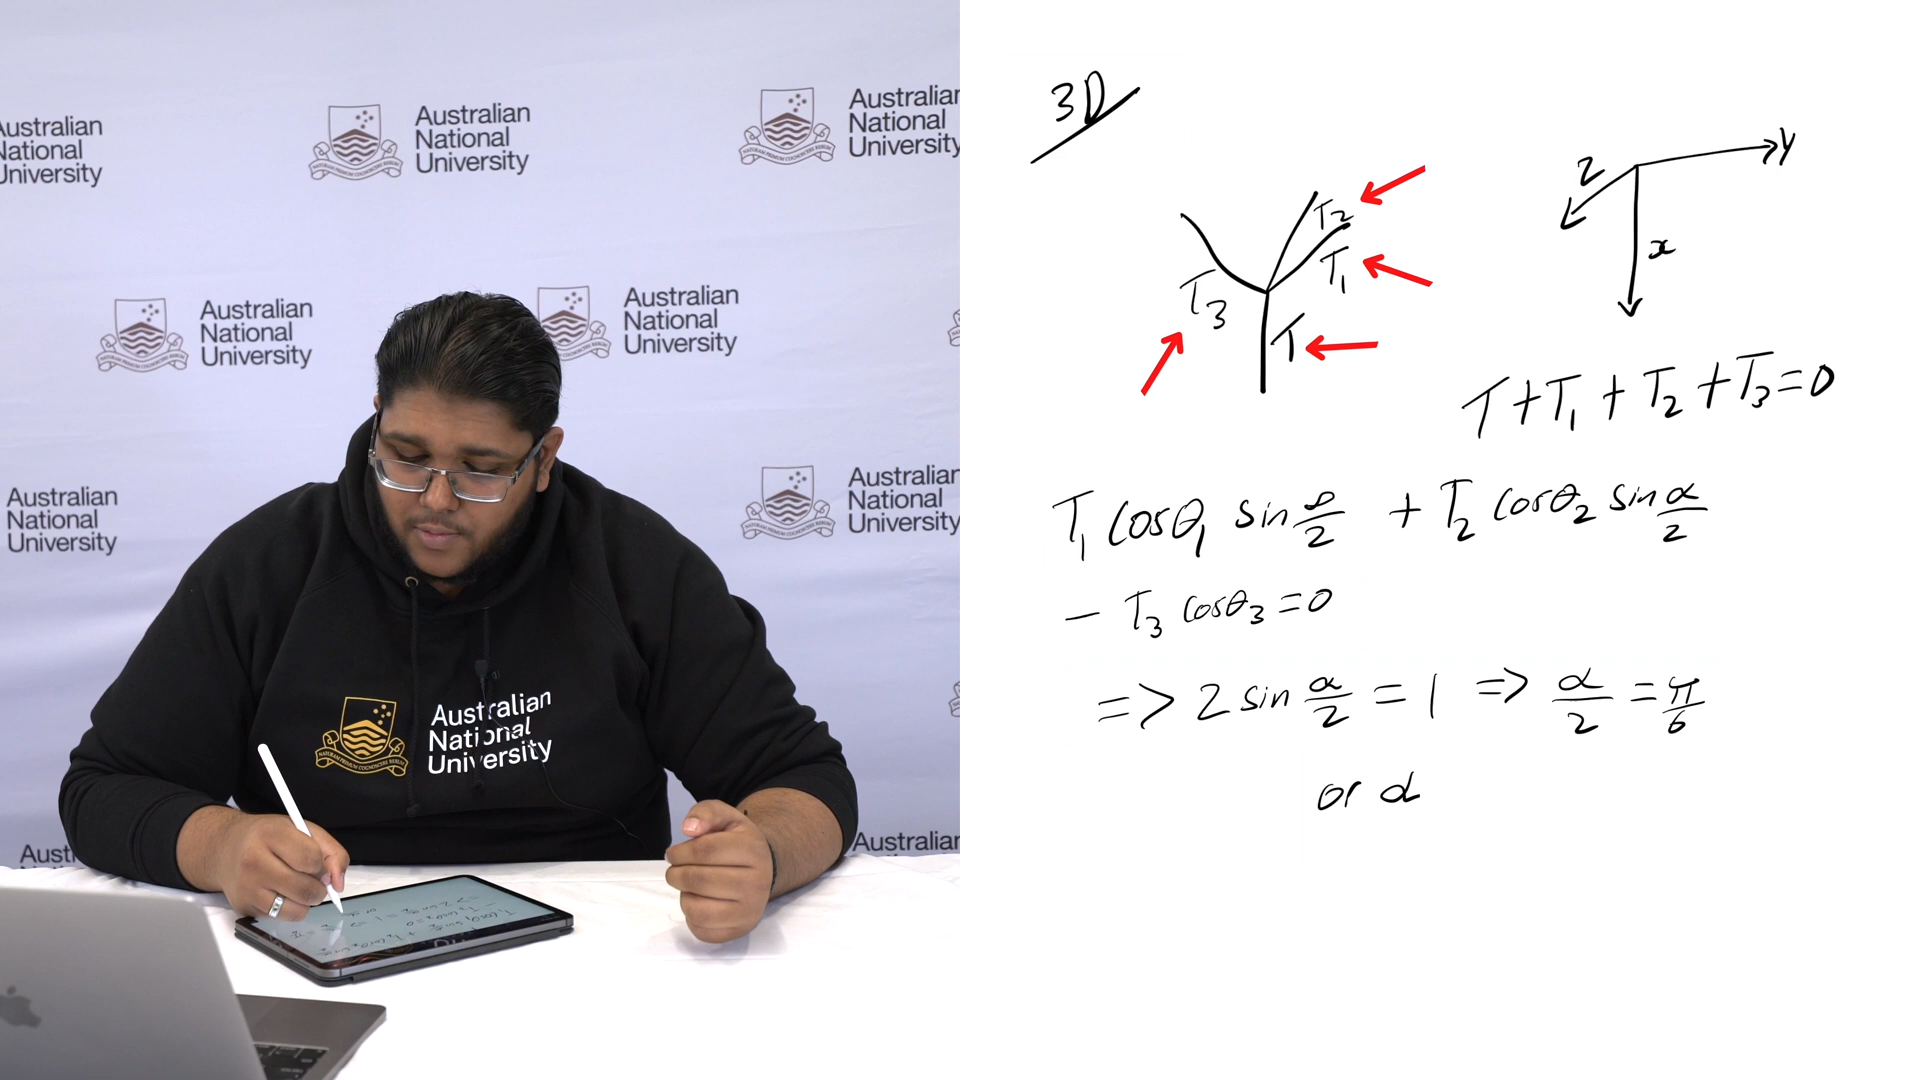 Australian
National
University
Australian
National
University
Australian
National
University
Australian
National
University
Australian
National
University
Australian
National
University
Australian
National
University
Australian
Australian
National
University
3D
T2
T1
T3
T
z
y
x
T+T1+T2+T3=0
T1 cosθ1 sin α/2 + T2 cosθ2 sin α/2
- T3 cosθ3 =0
=> 2 sin α/2 = 1 => α/2 = π/6
or α